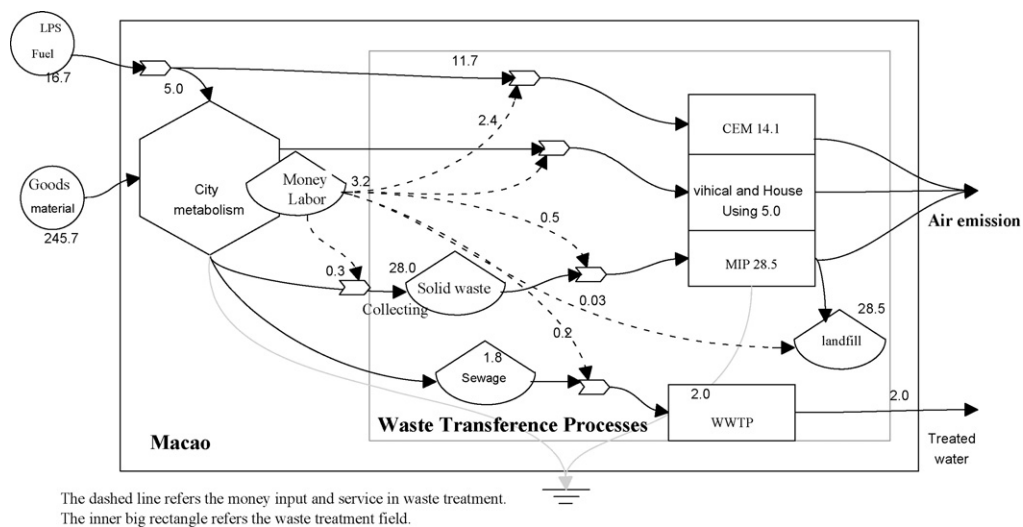 LPS
Fuel
16.7
11.7
5.0
2.4
CEM 14.1
Goods
material
245.7
City
metabolism
Money
Labor
3.2
vihical and House
Using 5.0
Air emission
0.5
MIP 28.5
0.3
28.0
Solid waste
Collecting
0.03
28.5
landfill
0.2
1.8
Sewage
2.0
WWTP
2.0
Treated
water
Waste Transference Processes
Macao
The dashed line refers the money input and service in waste treatment.
The inner big rectangle refers the waste treatment field.